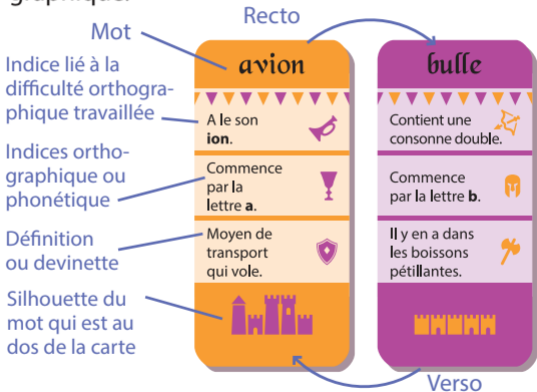 graphique.
Recto
Mot
avion
bulle
Indice lié à la
difficulté orthogra-
phique travaillée
A le son
ion.
Contient une
consonne double.
Indices ortho-
graphique ou
phonétique
Commence
par la
lettre a.
Commence
par la lettre b.
Définition
ou devinette
Moyen de
transport
qui vole.
Il y en a dans
les boissons
pétillantes.
Silhouette du
mot qui est au
dos de la carte
Verso